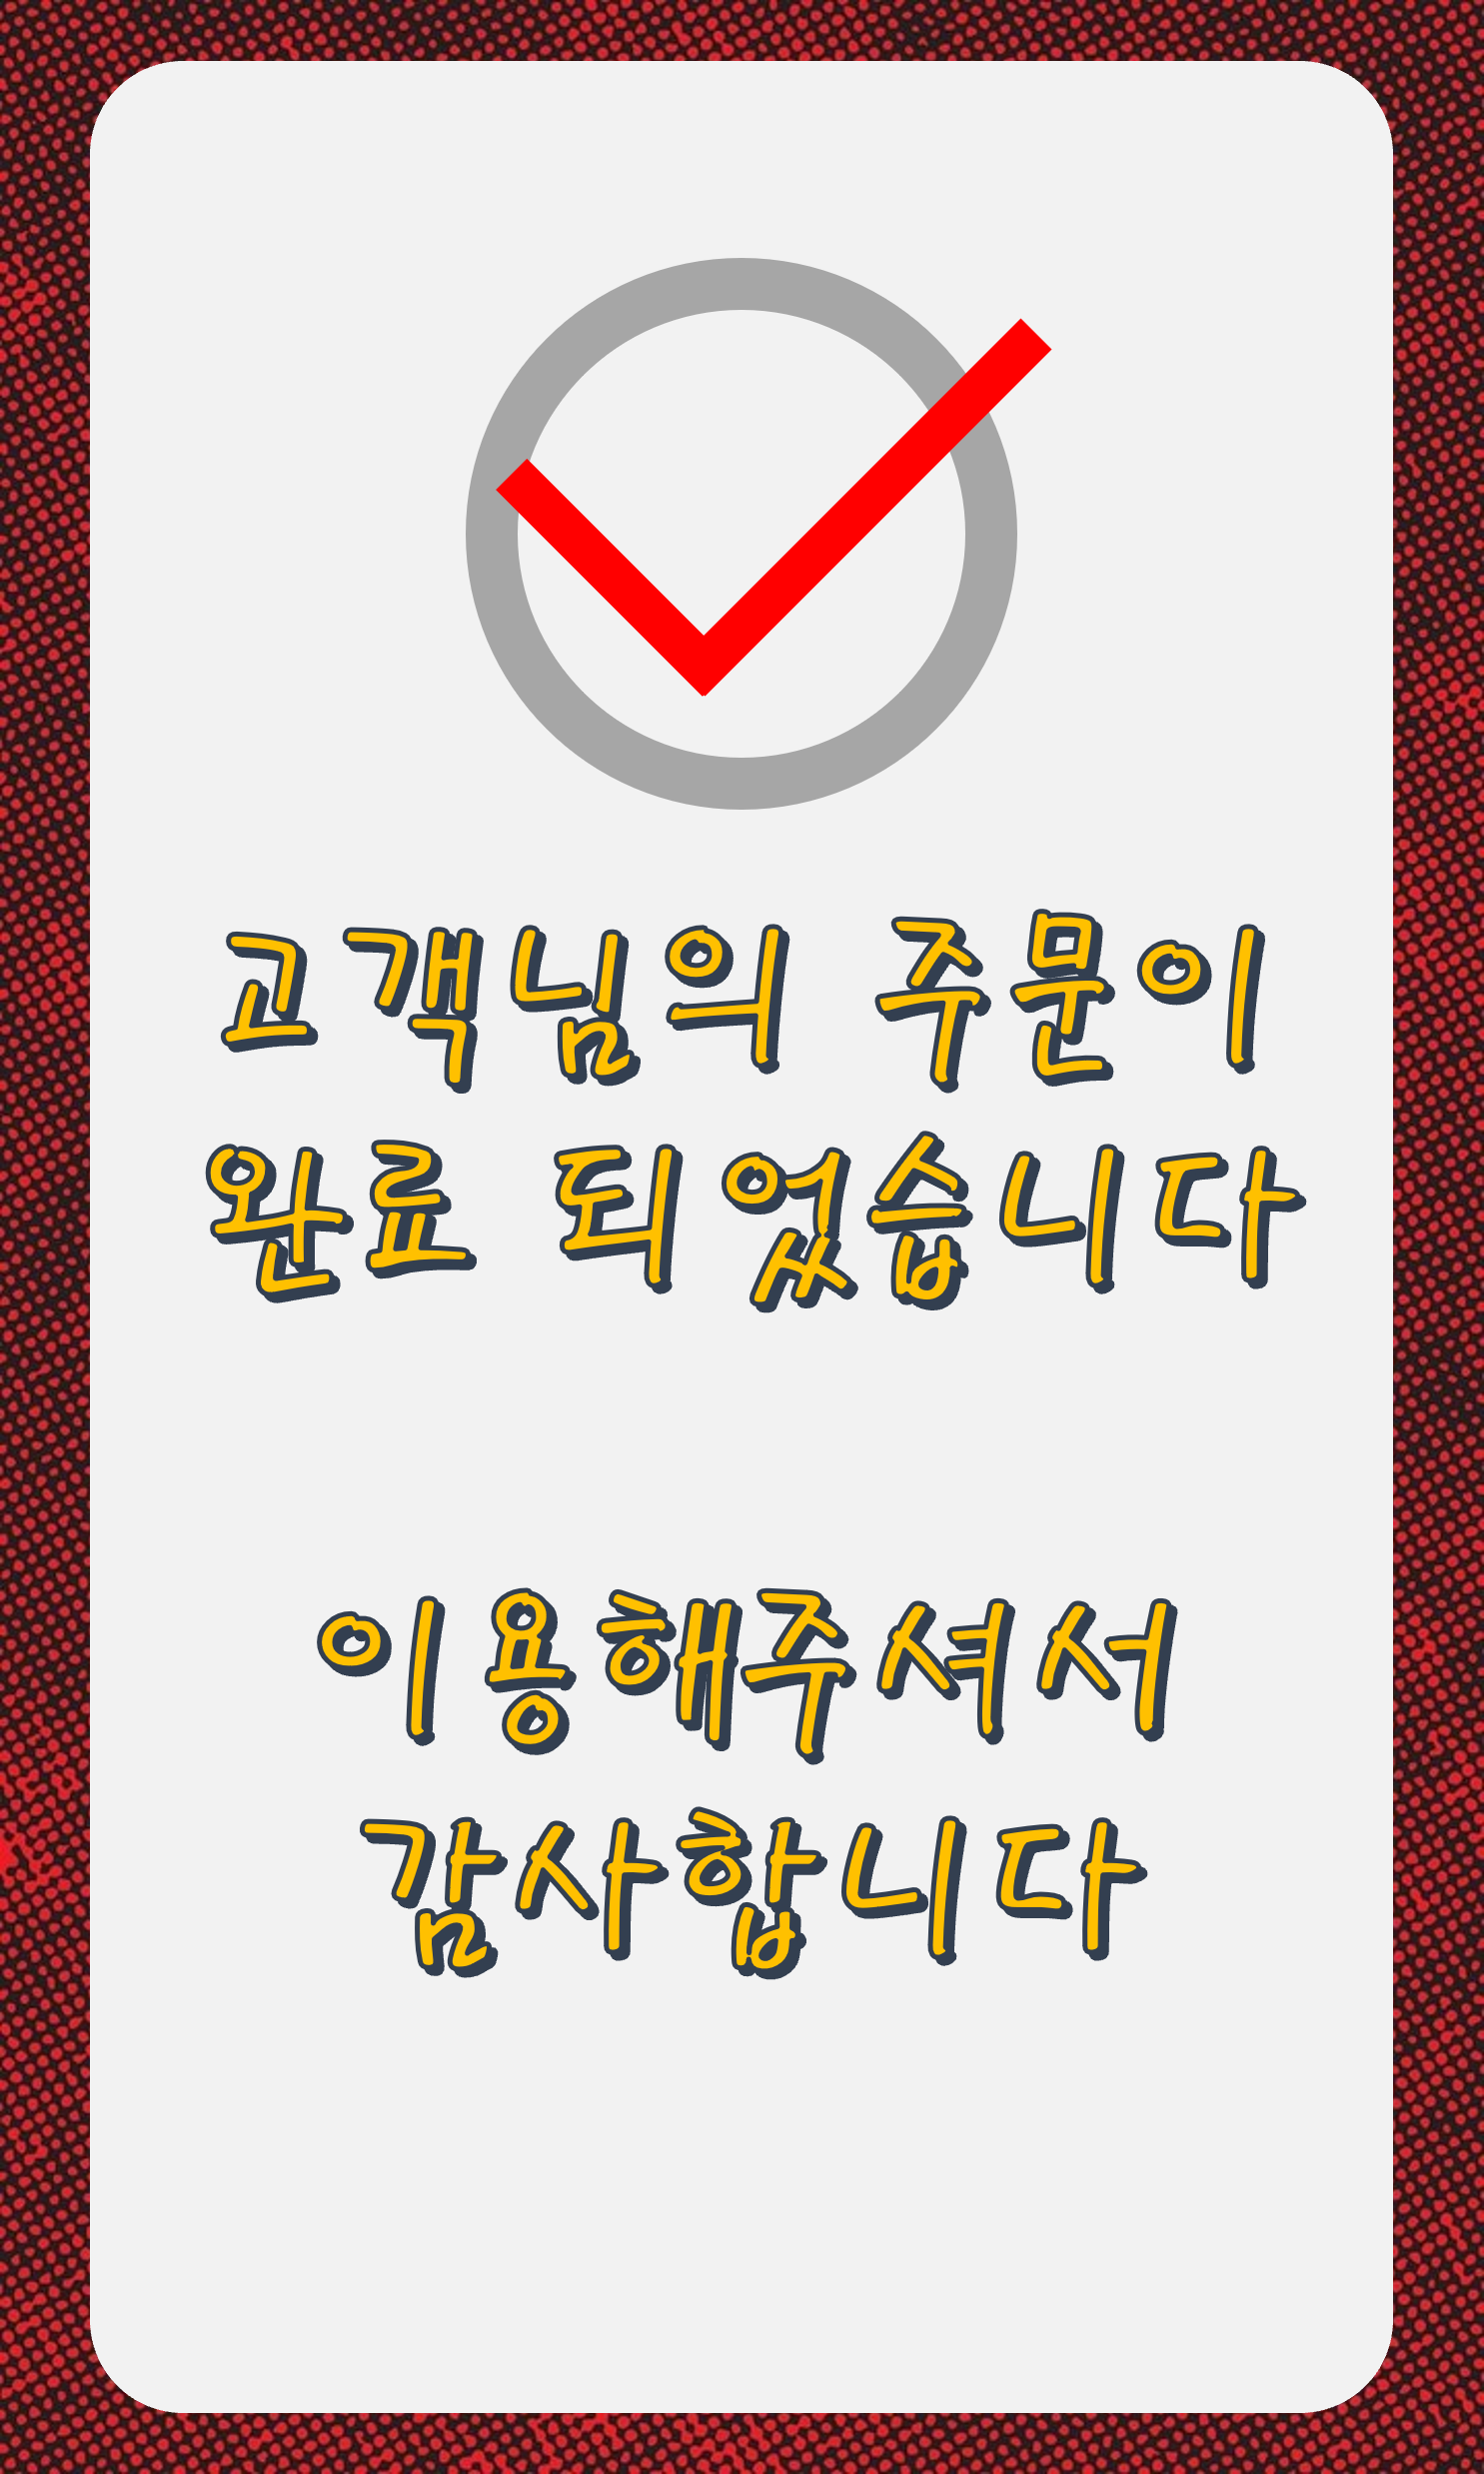 고객님의 주문이
완료 되었습니다
이용해주셔서
감사합니다